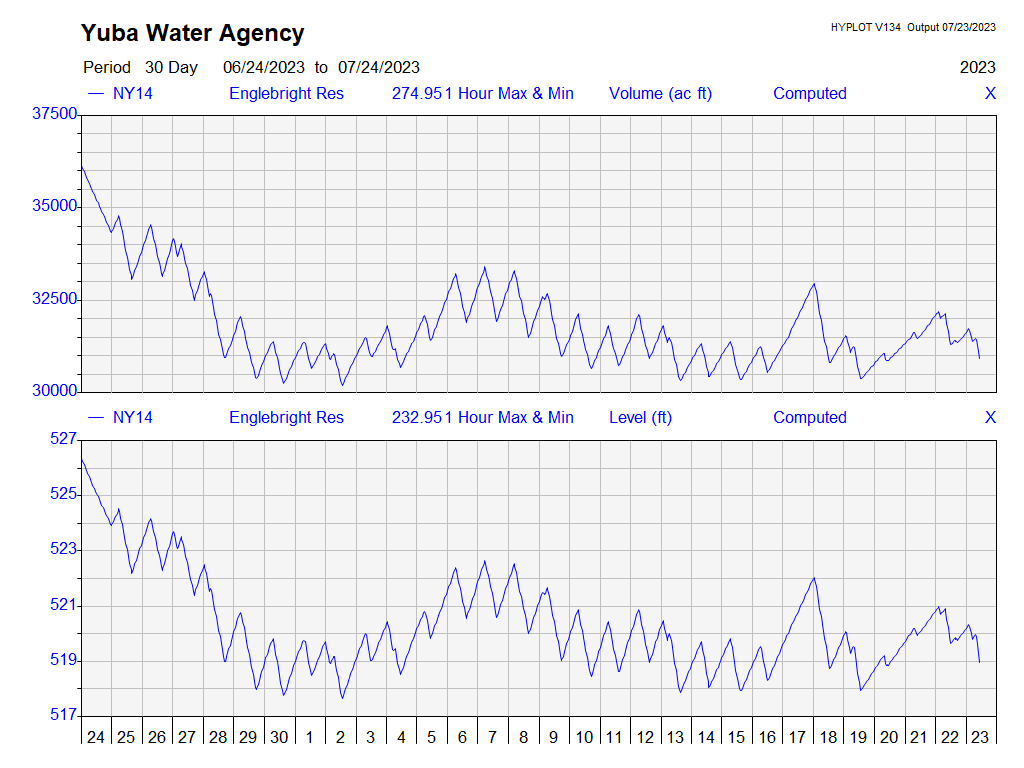 Yuba Water Agency
HYPLOT V134 Output 07/23/2023
Period 30 Day 06/24/2023 to 07/24/2023 2023
NY14 Englebright Res 274.951 Hour Max & Min Volume (ac ft) Computed X
37500
35000
32500
30000
NY14 Englebright Res 232.951 Hour Max & Min Level (ft) Computed X
527
525
523
521
519
517
24 25 26 27 28 29 30 1 2 3 4 5 6 7 8 9 10 11 12 13 14 15 16 17 18 19 20 21 22 23